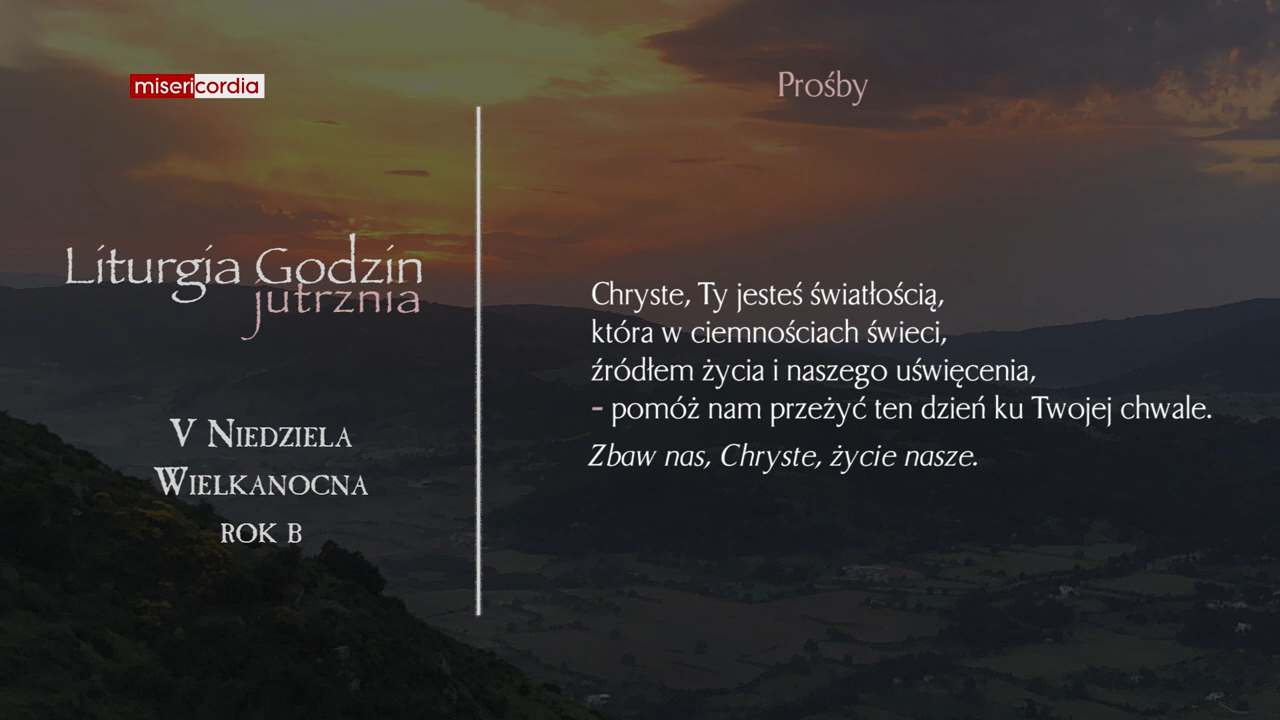 misericordia
Liturgia Godzin
jutrznia
V Niedziela
Wielkanocna
rok b
Prośby
Chryste, Ty jesteś światłością,
która w ciemnościach świeci,
źródłem życia i naszego uświęcenia,
- pomóż nam przeżyć ten dzień ku Twojej chwale.
Zbaw nas, Chryste, życie nasze.